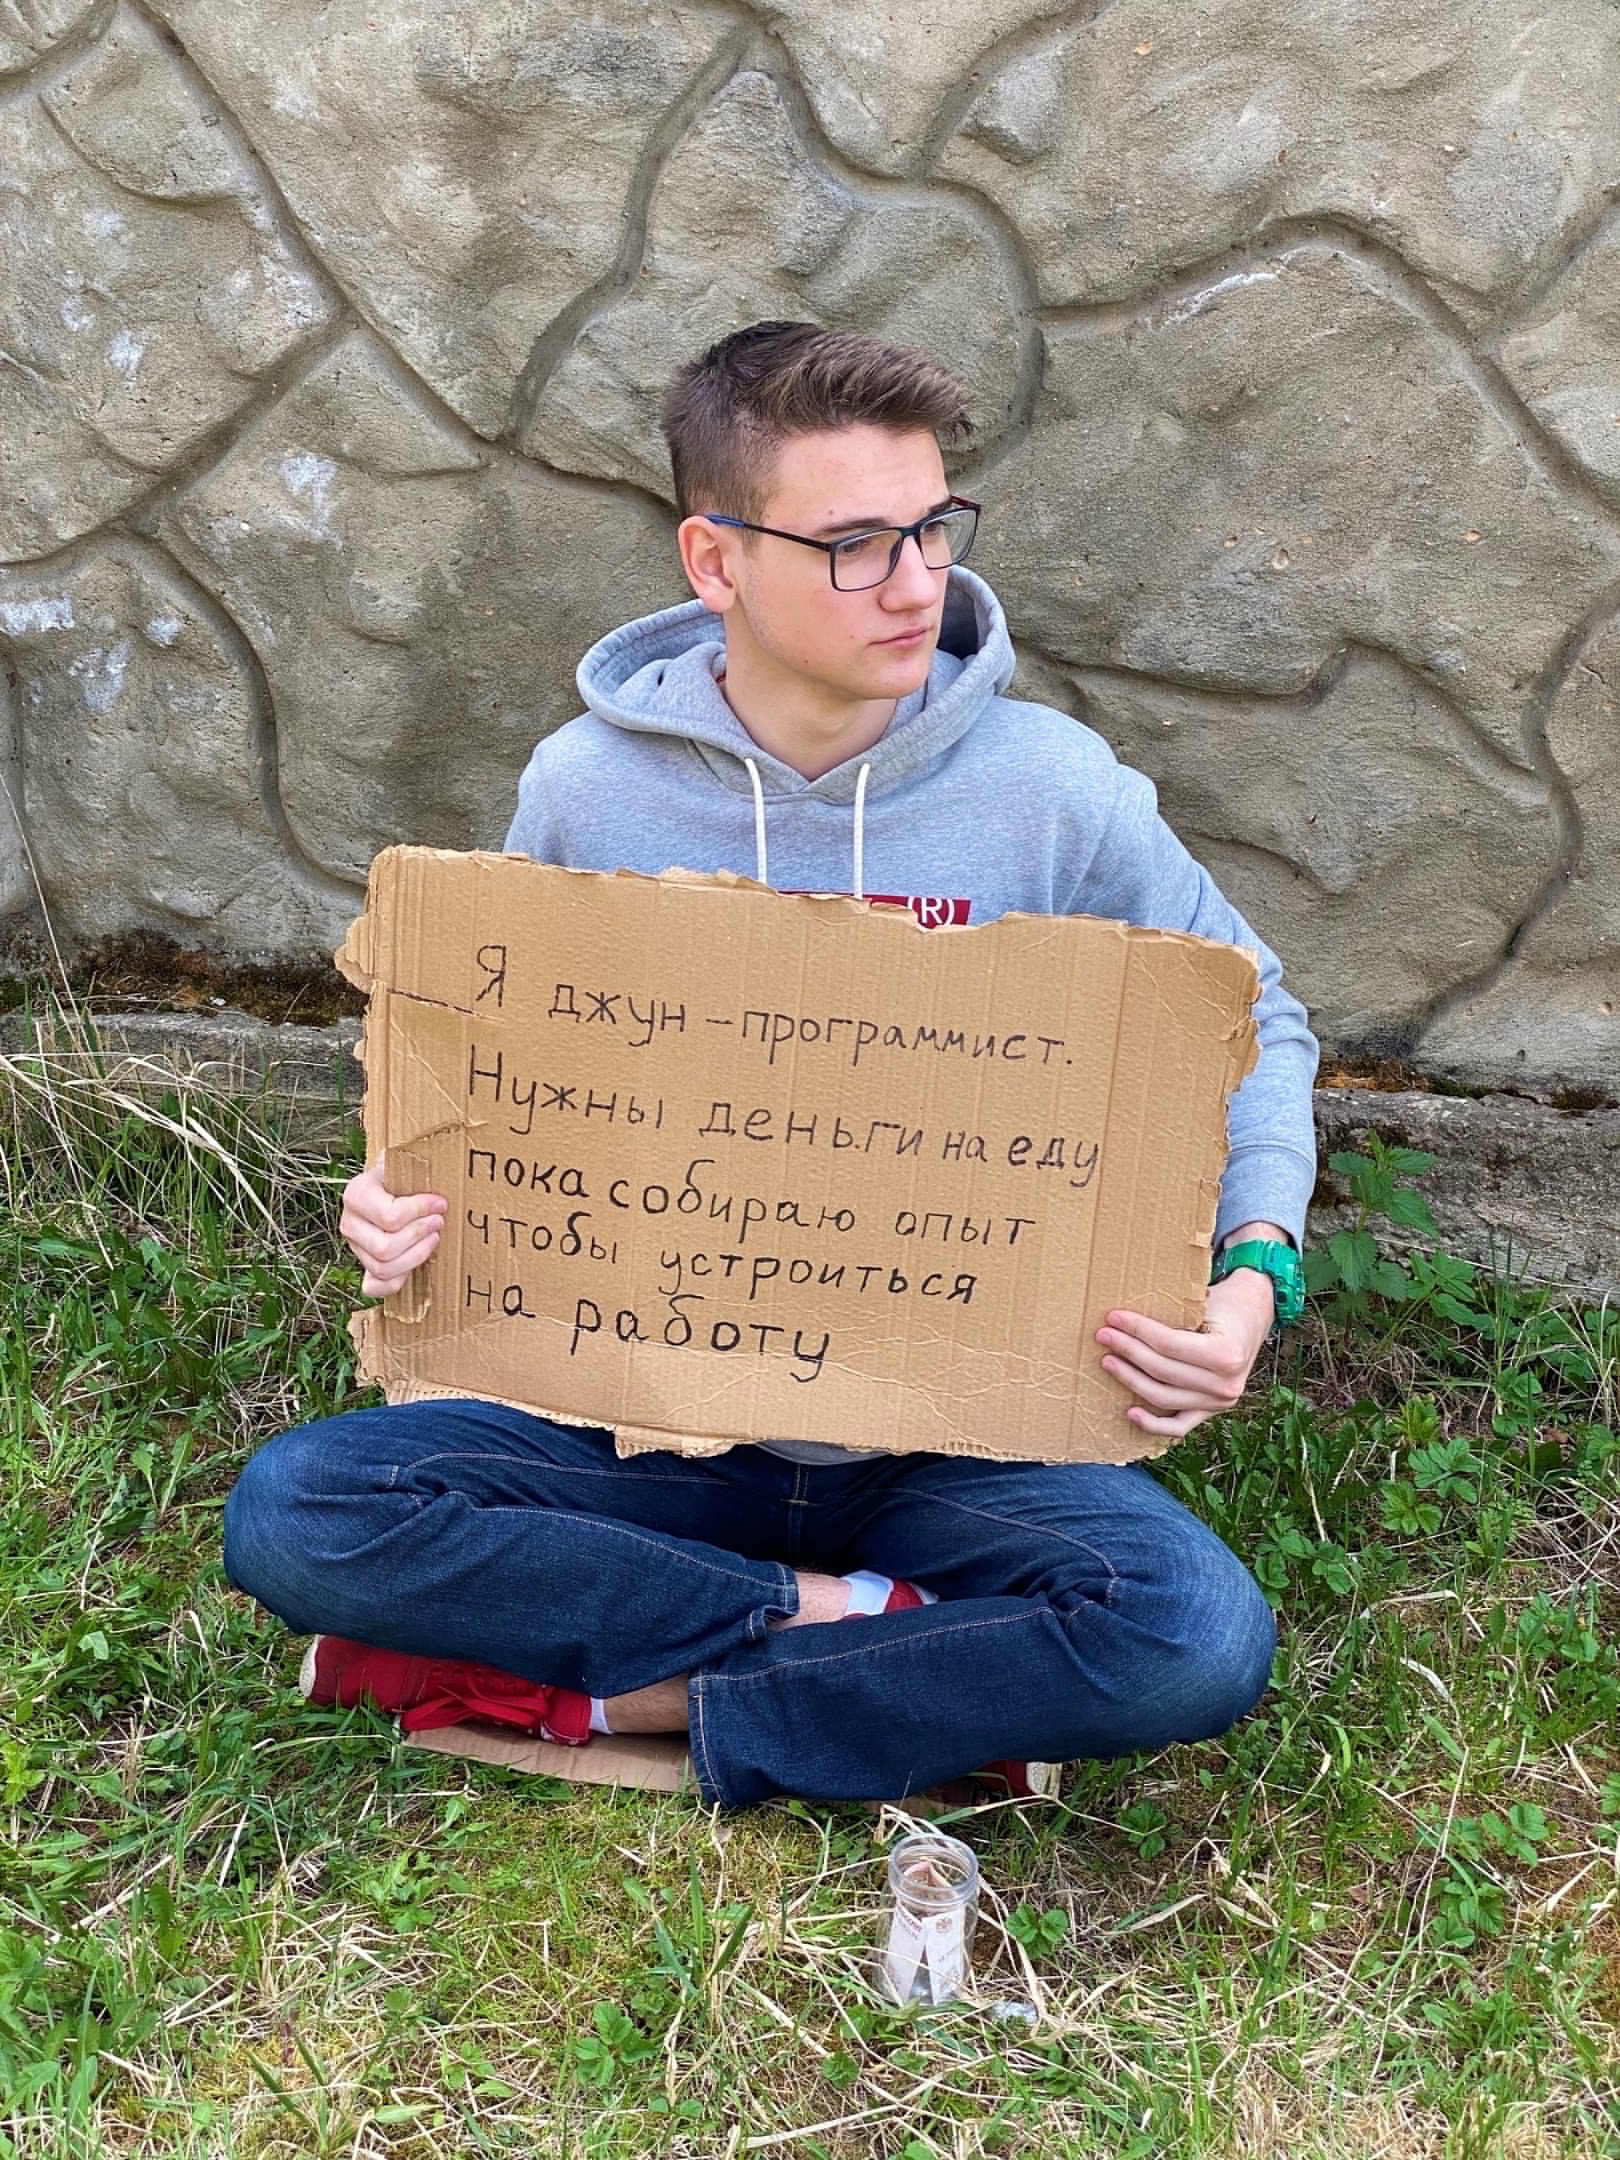 (R)
Я джун - программист.
Нужны деньги на еду
пока собираю опыт
чтобы устроиться
на работу